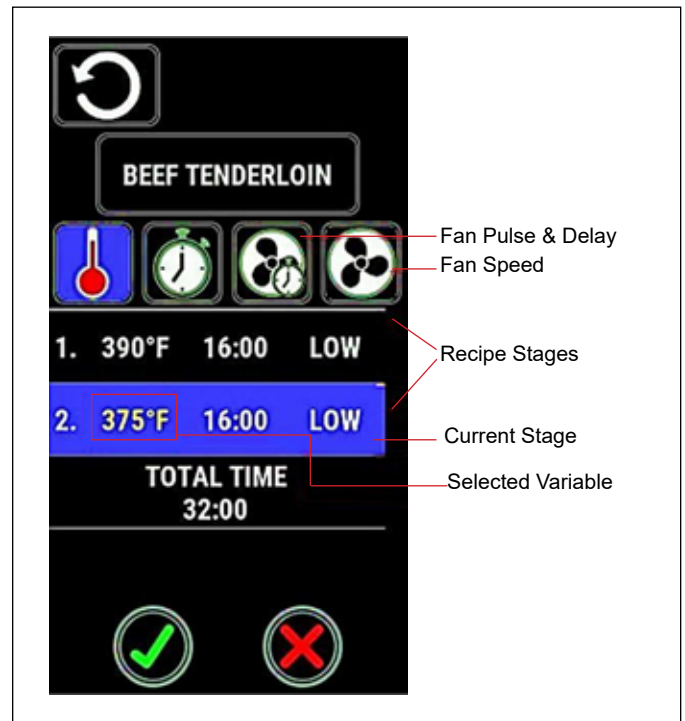 BEEF TENDERLOIN
Fan Pulse & Delay
Fan Speed
1. 390°F 16:00 LOW
Recipe Stages
2. 375°F 16:00 LOW
Current Stage
TOTAL TIME
Selected Variable
32:00